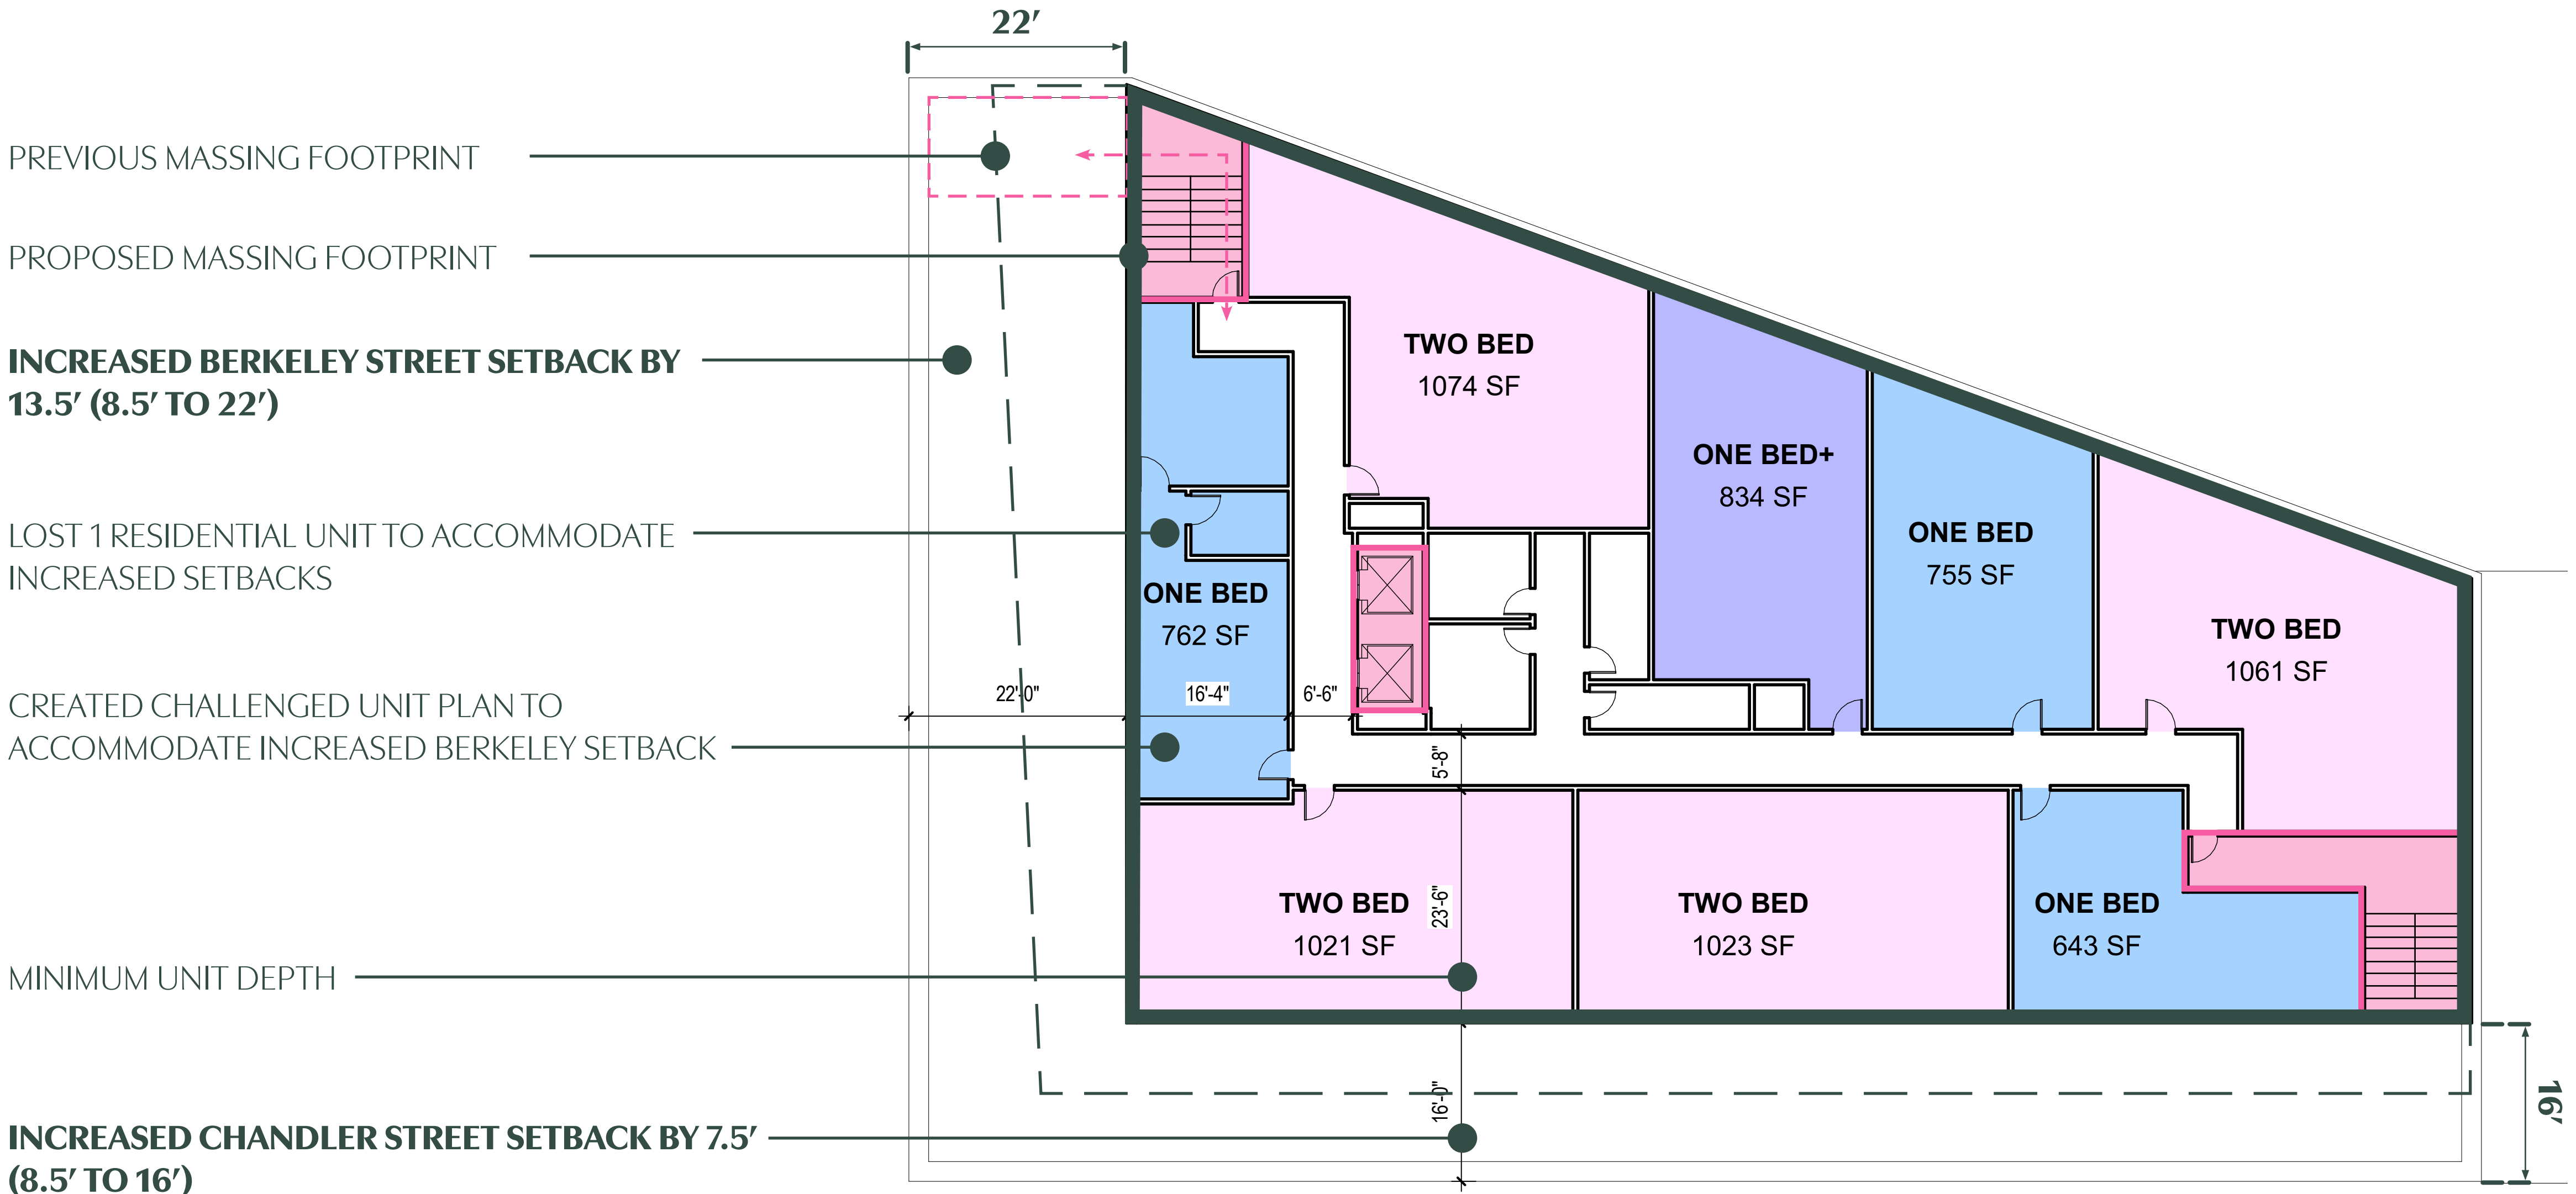 22′
PREVIOUS MASSING FOOTPRINT
PROPOSED MASSING FOOTPRINT
INCREASED BERKELEY STREET SETBACK BY
13.5′ (8.5′ TO 22′)
LOST 1 RESIDENTIAL UNIT TO ACCOMMODATE
INCREASED SETBACKS
CREATED CHALLENGED UNIT PLAN TO
ACCOMMODATE INCREASED BERKELEY SETBACK
MINIMUM UNIT DEPTH
INCREASED CHANDLER STREET SETBACK BY 7.5′
(8.5′ TO 16′)
TWO BED
1074 SF
ONE BED+
834 SF
ONE BED
755 SF
TWO BED
1061 SF
ONE BED
762 SF
22'-0"
16'-4"
6'-6"
5'-8"
23'-6"
16'-0"
TWO BED
1021 SF
TWO BED
1023 SF
ONE BED
643 SF
16′